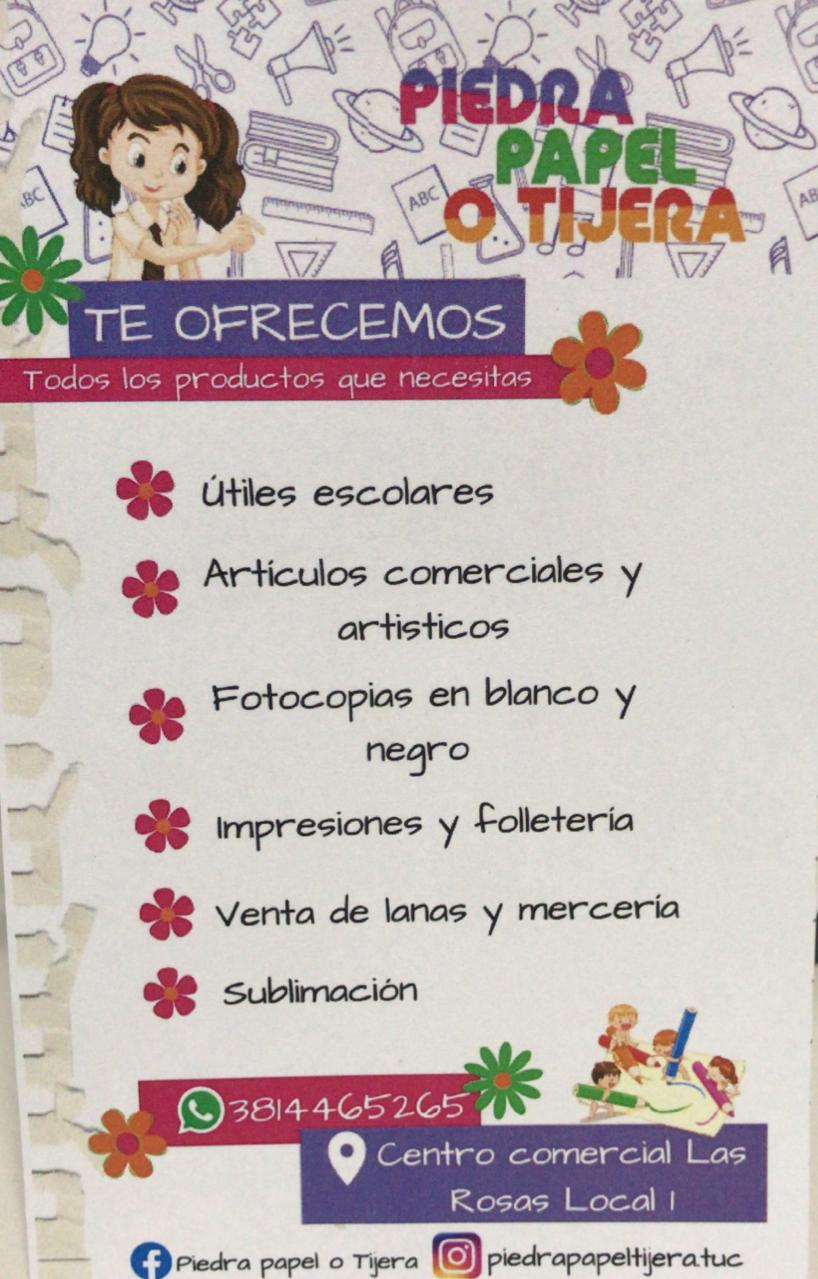 PIEDRA
PAPEL
O TIJERA
ABC
ABC
ABC
AB
TE OFRECEMOS
Todos los productos que necesitas
Útiles escolares
Artículos comerciales y
artisticos
Fotocopias en blanco y
negro
Impresiones y folletería
Venta de lanas y mercería
Sublimación
3814465265
Centro comercial Las
Rosas Local 1
Piedra papel o Tijera
piedrapapeltijera.tuc